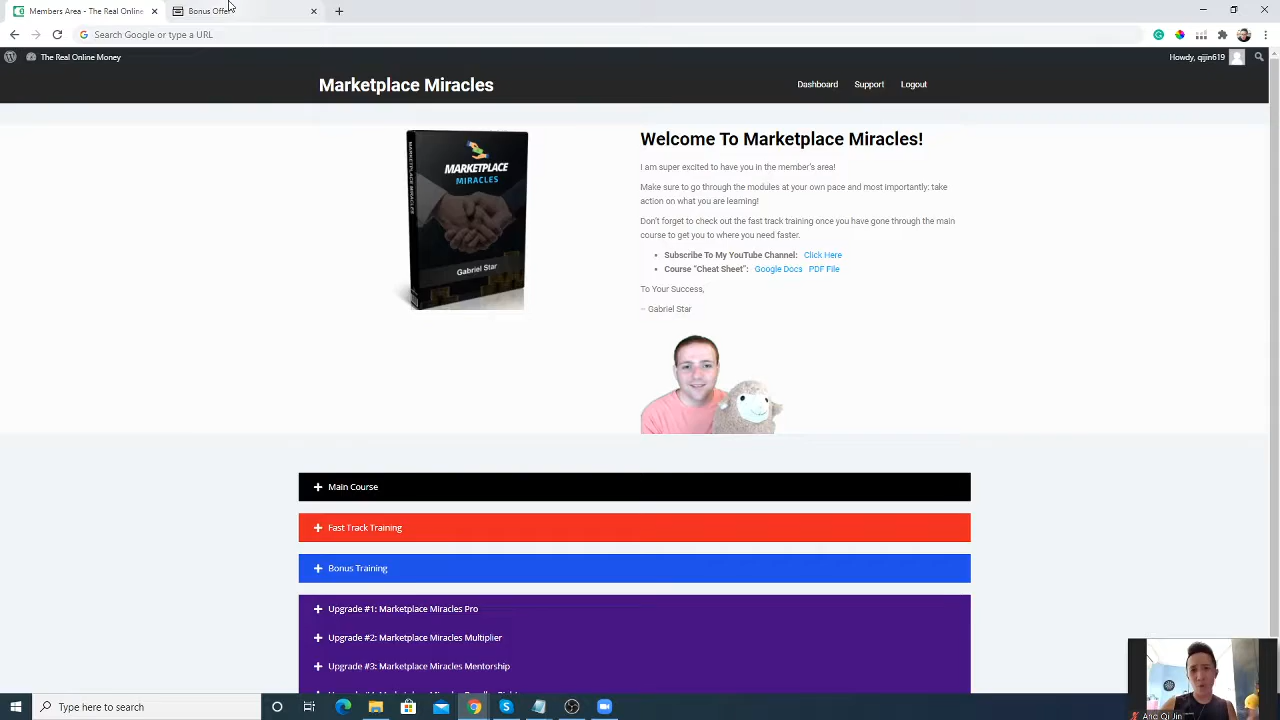 Members Area - The Real Online
Bonus Offer
Search Google or type a URL
The Real Online Money
Howdy, qijin619
Marketplace Miracles
Dashboard
Support
Logout
MARKETPLACE MIRACLES
MARKETPLACE
MIRACLES
Gabriel Star
Welcome To Marketplace Miracles!
I am super excited to have you in the member's area!
Make sure to go through the modules at your own pace and most importantly: take
action on what you are learning!
Don't forget to check out the fast track training once you have gone through the main
course to get you to where you need faster.
Subscribe To My YouTube Channel: Click Here
Course "Cheat Sheet": Google Docs PDF File
To Your Success,
– Gabriel Star
Main Course
Fast Track Training
Bonus Training
Upgrade #1: Marketplace Miracles Pro
Upgrade #2: Marketplace Miracles Multiplier
Upgrade #3: Marketplace Miracles Mentorship
Type here to search
Aric Qi Jin